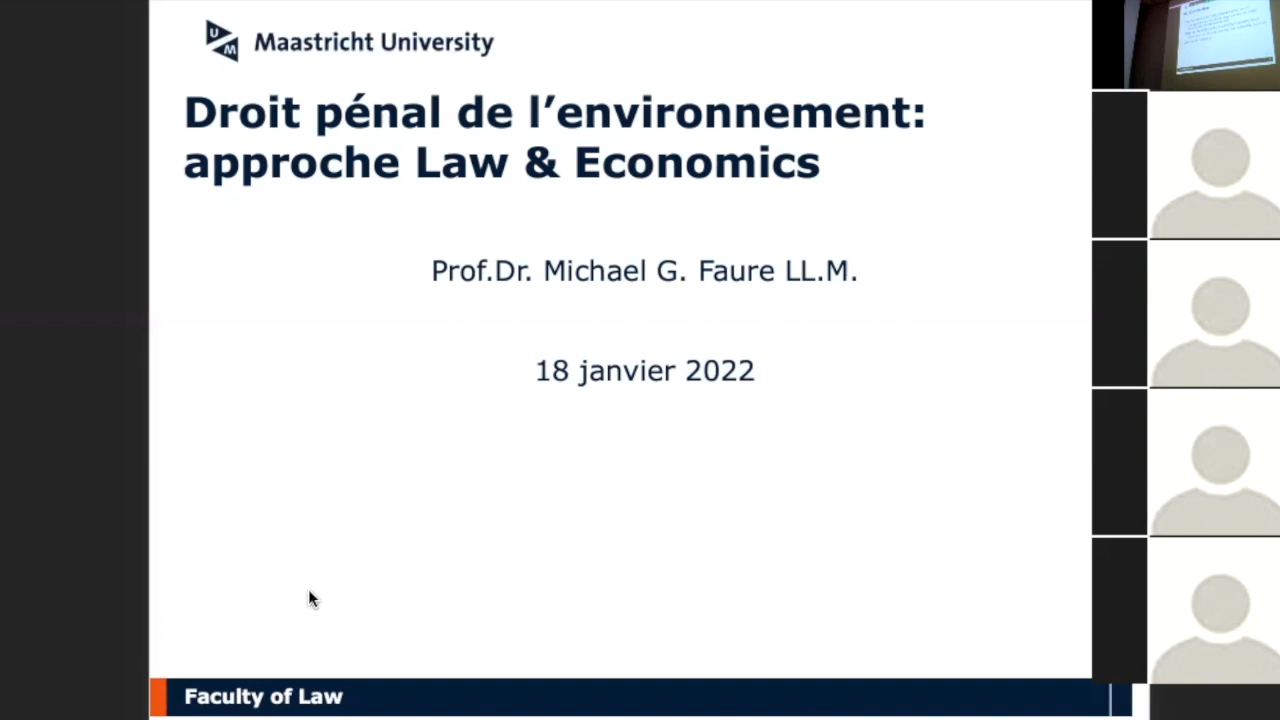 UM
Maastricht University
Droit pénal de l’environnement:
approche Law & Economics
Prof.Dr. Michael G. Faure LL.M.
18 janvier 2022
Faculty of Law